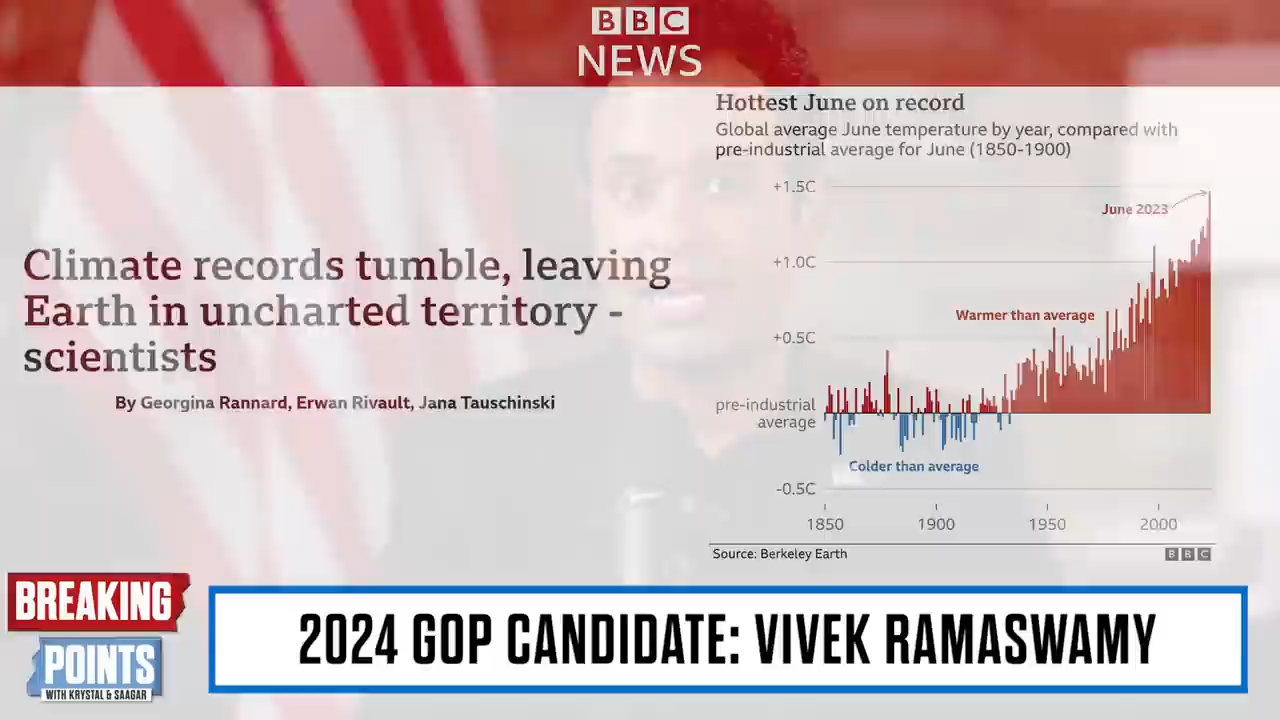 BBC
NEWS
Climate records tumble, leaving
Earth in uncharted territory -
scientists
By Georgina Rannard, Erwan Rivault, Jana Tauschinski
Hottest June on record
Global average June temperature by year, compared with
pre-industrial average for June (1850-1900)
+1.5C
June 2023
+1.0C
Warmer than average
+0.5C
pre-industrial
average
Colder than average
-0.5C
1850 1900 1950 2000
Source: Berkeley Earth
BBC
BREAKING
POINTS
WITH KRYSTAL & SAAGAR
2024 GOP CANDIDATE: VIVEK RAMASWAMY